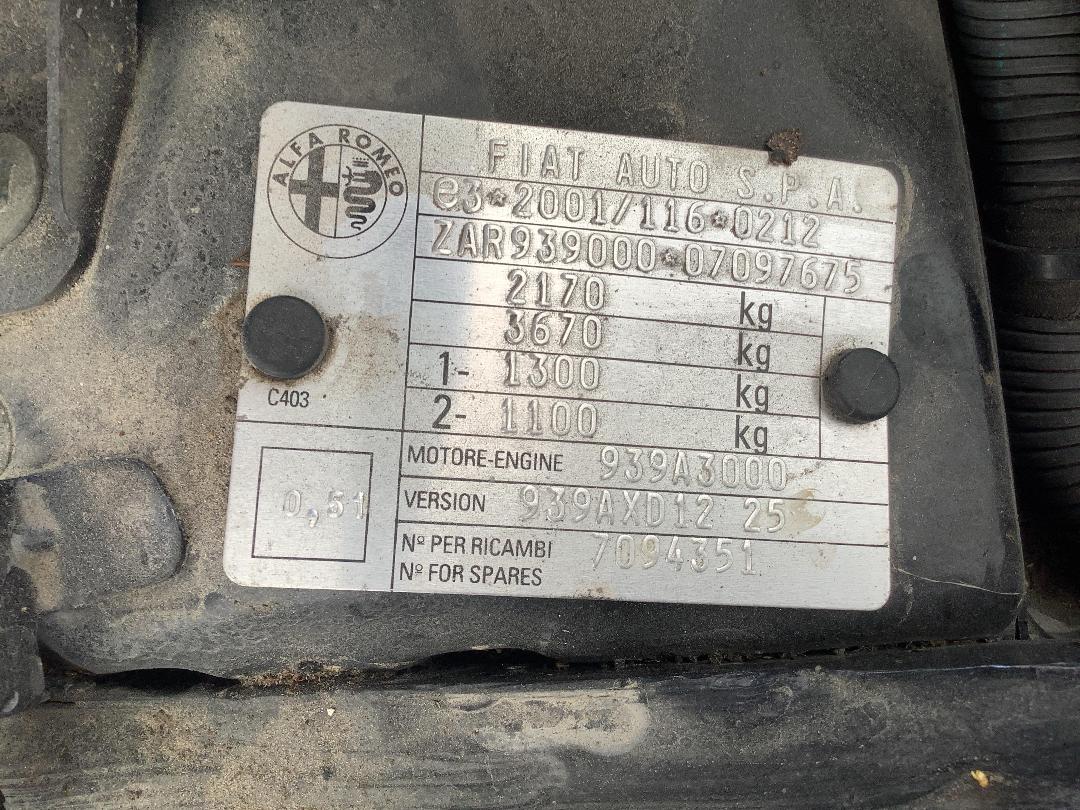 ALFA ROMEO
FIAT AUTO S.P.A.
e3*2001/116*0212
ZAR939000*07097675
2170 kg
3670 kg
1- 1300 kg
2- 1100 kg
C403
MOTORE-ENGINE 939A3000
0,51
VERSION 939AXD12 25
Nº PER RICAMBI 7094351
Nº FOR SPARES